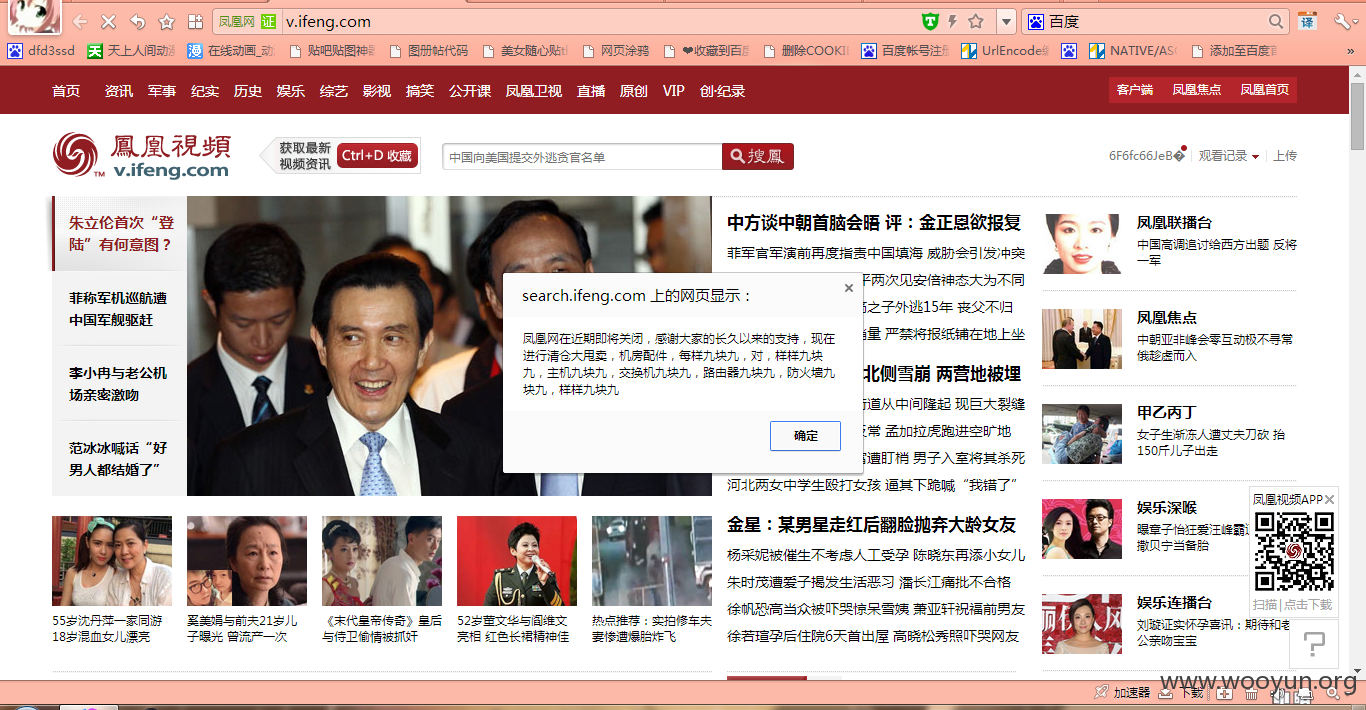 凤凰网 证 v.ifeng.com 百度 译
dfd3ssd 天上人间动 在线动画_动 贴吧贴图神 图册帖代码 美女随心贴 网页涂鸦 ❤收藏到百度 删除COOKI 百度帐号注册 UrlEncode编 NATIVE/ASC 添加至百度首 »
首页 资讯 军事 纪实 历史 娱乐 综艺 影视 搞笑 公开课 凤凰卫视 直播 原创 VIP 创·纪录 客户端 凤凰焦点 凤凰首页
鳳凰视频
v.ifeng.com
TM
获取最新
视频资讯
Ctrl+D 收藏
中国向美国提交外逃贪官名单
搜鳳
6F6fc66JeB� 观看记录 上传
朱立伦首次“登
陆”有何意图？
菲称军机巡航遭
中国军舰驱赶
李小冉与老公机
场亲密激吻
范冰冰喊话“好
男人都结婚了”
search.ifeng.com 上的网页显示：
凤凰网在近期即将关闭，感谢大家的长久以来的支持，现在
进行清仓大甩卖，机房配件，每样九块九，对，样样九块
九，主机九块九，交换机九块九，路由器九块九，防火墙九
块九，样样九块九
确定
中方谈中朝首脑会晤 评：金正恩欲报复
菲军官军演前再度指责中国填海 威胁会引发冲突
平两次见安倍神态大为不同
之子外逃15年 丧父不归
量 严禁将报纸铺在地上坐
北侧雪崩 两营地被埋
街道从中间隆起 现巨大裂缝
反常 孟加拉虎跑进空旷地
遭盯梢 男子入室将其杀死
河北两女中学生殴打女孩 逼其下跪喊“我错了”
金星：某男星走红后翻脸抛弃大龄女友
杨采妮被催生不考虑人工受孕 陈晓东再添小女儿
朱时茂遭爱子揭发生活恶习 潘长江痛批不合格
徐帆恐高当众被吓哭惊呆雪姨 萧亚轩祝福前男友
徐若瑄孕后住院6天首出屋 高晓松秀照吓哭网友
凤凰联播台
中国高调追讨给西方出题 反将
一军
凤凰焦点
中朝亚非峰会零互动极不寻常
俄趁虚而入
甲乙丙丁
女子生渐冻人遭丈夫刀砍 抬
150斤儿子出走
娱乐深喉
曝章子怡狂爱汪峰霸
撒贝宁当备胎
娱乐连播台
刘璇证实怀孕喜讯：期待和老
公亲吻宝宝
凤凰视频APP
扫描|点击下载
?
55岁沈丹萍一家同游
18岁混血女儿漂亮
奚美娟与前夫21岁儿
子曝光 曾流产一次
《末代皇帝传奇》皇后
与侍卫偷情被抓奸
52岁董文华与阎维文
亮相 红色长裙精神佳
热点推荐：实拍修车夫
妻惨遭爆胎炸飞
加速器 下载
www.wooyun.org